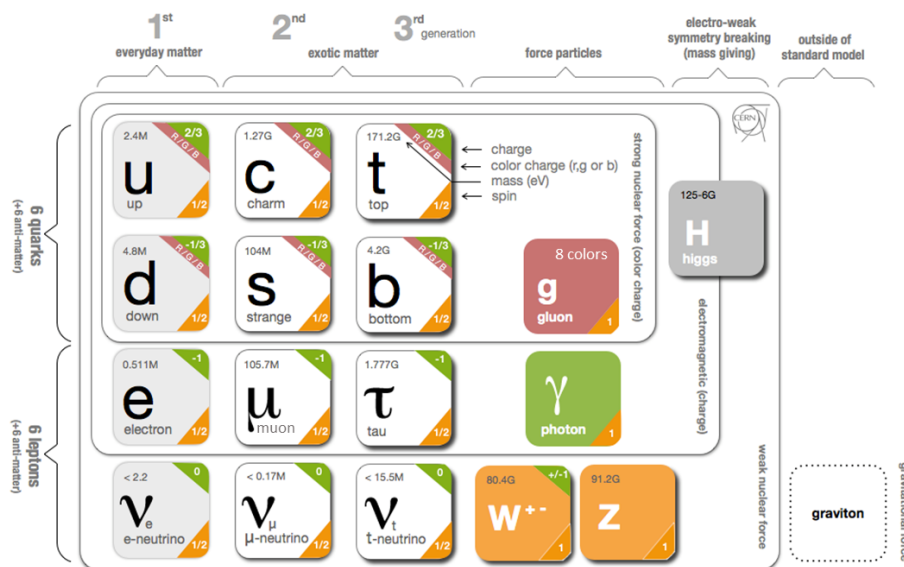 1st
2nd
3rd
generation
everyday matter
exotic matter
force particles
electro-weak
symmetry breaking
(mass giving)
outside of
standard model
CERN
6 quarks
(+6 anti-matter)
2.4M
2/3
R/G/B
u
up
1/2
1.27G
2/3
R/G/B
c
charm
1/2
171.2G
2/3
R/G/B
t
top
1/2
charge
color charge (r,g or b)
mass (eV)
spin
strong nuclear force (color charge)
125-6G
H
higgs
4.8M
-1/3
R/G/B
d
down
1/2
104M
-1/3
R/G/B
s
strange
1/2
4.2G
-1/3
R/G/B
b
bottom
1/2
8 colors
g
gluon
1
electromagnetic (charge)
6 leptons
(+6 anti-matter)
0.511M
-1
e
electron
1/2
105.7M
-1
μ
muon
1/2
1.777G
-1
τ
tau
1/2
γ
photon
1
weak nuclear force
< 2.2
0
νe
e-neutrino
1/2
< 0.17M
0
νμ
μ-neutrino
1/2
< 15.5M
0
νt
t-neutrino
1/2
80.4G
+/-1
W+-
1
91.2G
Z
1
graviton